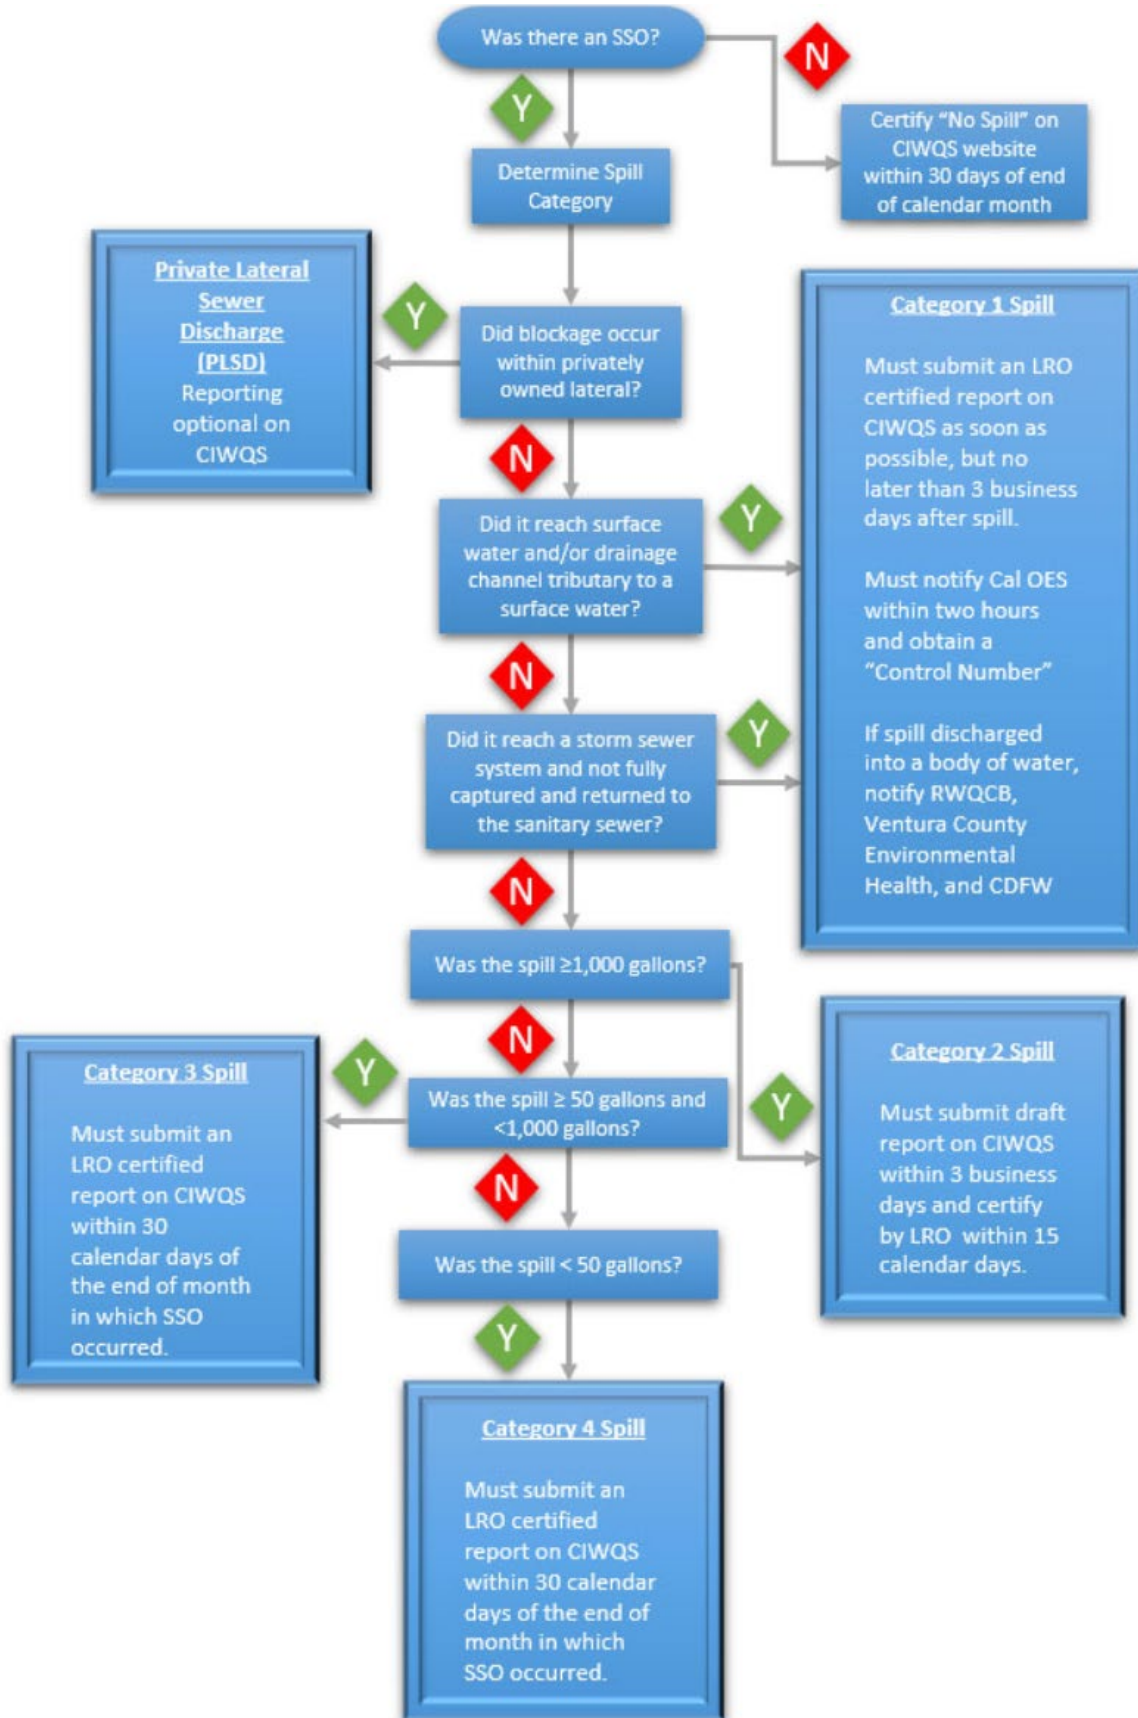 Was there an SSO?
N
Y
Certify “No Spill” on
CIWQS website
within 30 days of end
of calendar month
Determine Spill
Category
Private Lateral
Sewer
Discharge
(PLSD)
Reporting
optional on
CIWQS
Y
Did blockage occur
within privately
owned lateral?
N
Category 1 Spill
Must submit an LRO
certified report on
CIWQS as soon as
possible, but no
later than 3 business
days after spill.
Must notify Cal OES
within two hours
and obtain a
“Control Number”
If spill discharged
into a body of water,
notify RWQCB,
Ventura County
Environmental
Health, and CDFW
Y
Did it reach surface
water and/or drainage
channel tributary to a
surface water?
N
Y
Did it reach a storm sewer
system and not fully
captured and returned to
the sanitary sewer?
N
Was the spill ≥1,000 gallons?
N
Y
Category 2 Spill
Must submit draft
report on CIWQS
within 3 business
days and certify
by LRO within 15
calendar days.
Category 3 Spill
Must submit an
LRO certified
report on CIWQS
within 30
calendar days of
the end of month
in which SSO
occurred.
Y
Was the spill ≥ 50 gallons and
<1,000 gallons?
N
Was the spill < 50 gallons?
Y
Category 4 Spill
Must submit an
LRO certified
report on CIWQS
within 30 calendar
days of the end of
month in which
SSO occurred.